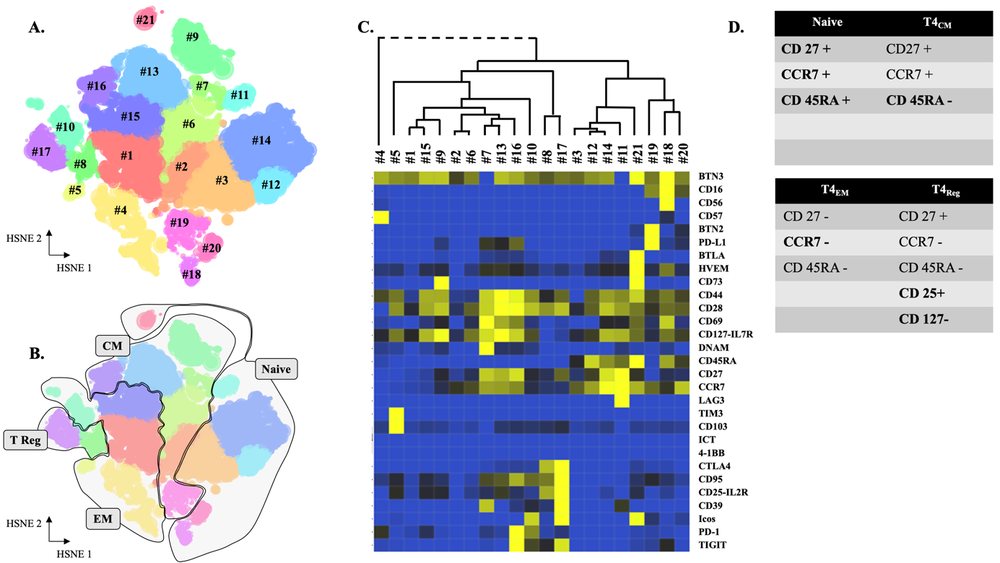 A.
#21
#9
#13
#16
#7
#11
#15
#6
#10
#14
#17
#1
#8
#2
#3
#5
#12
#4
#19
#20
#18
HSNE 2
HSNE 1
B.
CM
Naive
T Reg
EM
HSNE 2
HSNE 1
C.
#4 #5 #1 #15 #9 #2 #6 #7 #13 #16 #10 #8 #17 #3 #12 #14 #11 #21 #19 #18 #20
BTN3
CD16
CD56
CD57
BTN2
PD-L1
BTLA
HVEM
CD73
CD44
CD28
CD69
CD127-IL7R
DNAM
CD45RA
CD27
CCR7
LAG3
TIM3
CD103
ICT
4-1BB
CTLA4
CD95
CD25-IL2R
CD39
Icos
PD-1
TIGIT
D.
Naive T4CM
CD 27 + CD27 +
CCR7 + CCR7 +
CD 45RA + CD 45RA -
T4EM T4Reg
CD 27 - CD 27 +
CCR7 - CCR7 -
CD 45RA - CD 45RA -
CD 25+
CD 127-